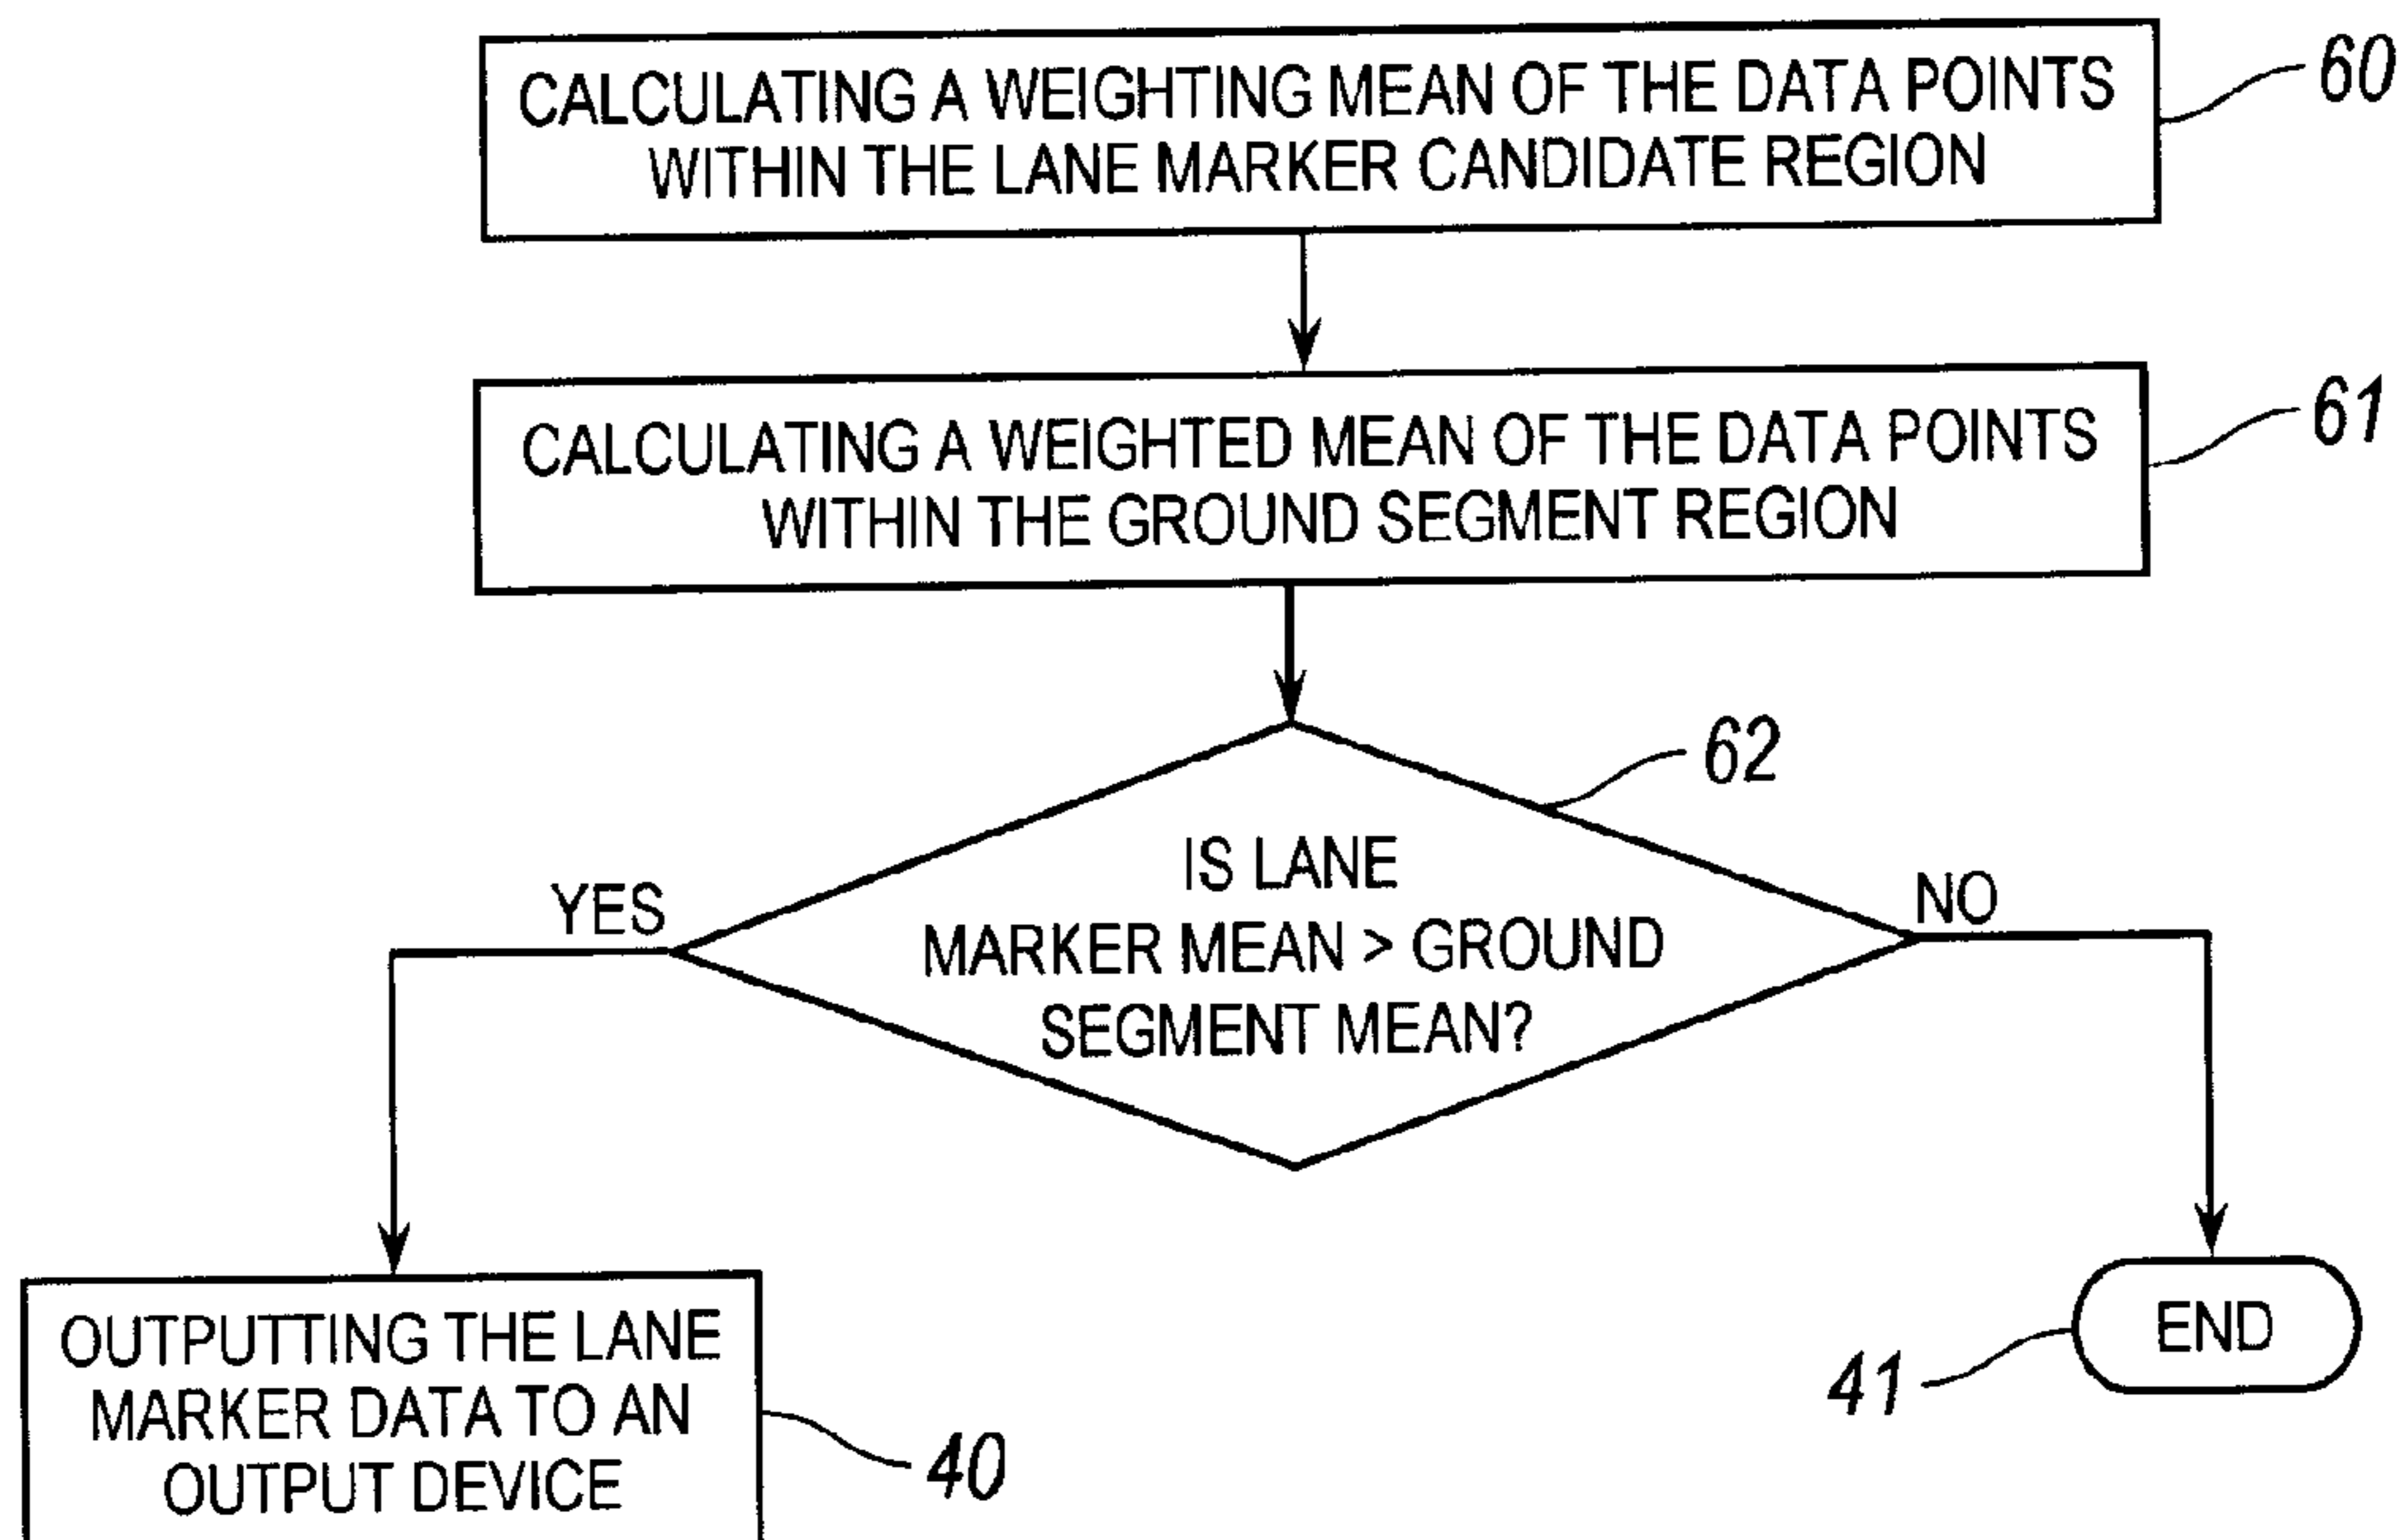 CALCULATING A WEIGHTING MEAN OF THE DATA POINTS
WITHIN THE LANE MARKER CANDIDATE REGION
60
CALCULATING A WEIGHTED MEAN OF THE DATA POINTS
WITHIN THE GROUND SEGMENT REGION
61
62
IS LANE
MARKER MEAN > GROUND
SEGMENT MEAN?
YES
NO
OUTPUTTING THE LANE
MARKER DATA TO AN
OUTPUT DEVICE
40
END
41